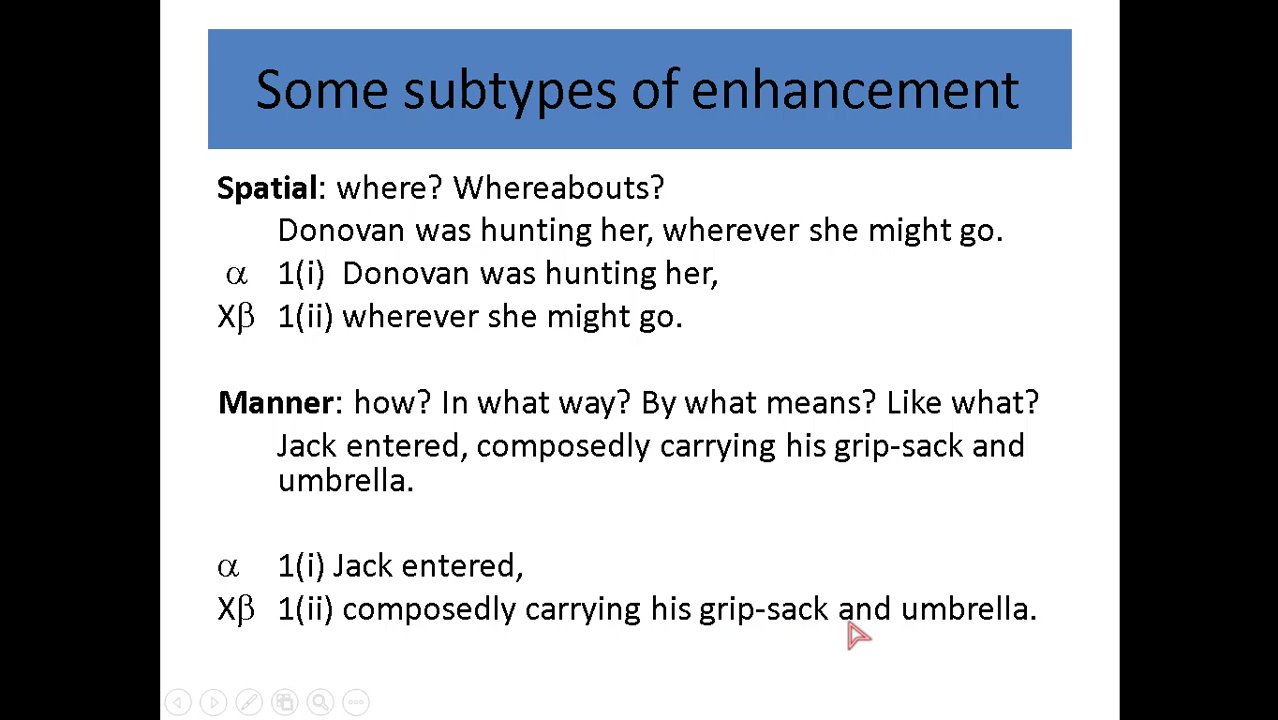 Some subtypes of enhancement
Spatial: where? Whereabouts?
Donovan was hunting her, wherever she might go.
α 1(i) Donovan was hunting her,
Xβ 1(ii) wherever she might go.
Manner: how? In what way? By what means? Like what?
Jack entered, composedly carrying his grip-sack and
umbrella.
α 1(i) Jack entered,
Xβ 1(ii) composedly carrying his grip-sack and umbrella.